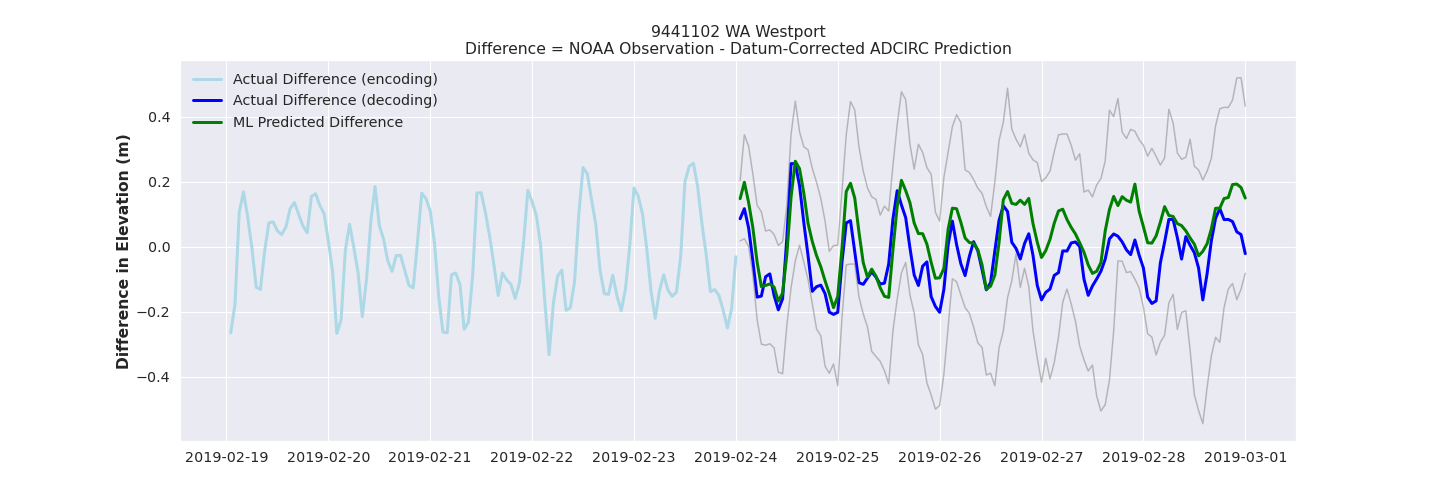 9441102 WA Westport
Difference = NOAA Observation - Datum-Corrected ADCIRC Prediction
Actual Difference (encoding)
Actual Difference (decoding)
ML Predicted Difference
Difference in Elevation (m)
0.4
0.2
0.0
−0.2
−0.4
2019-02-19 2019-02-20 2019-02-21 2019-02-22 2019-02-23 2019-02-24 2019-02-25 2019-02-26 2019-02-27 2019-02-28 2019-03-01